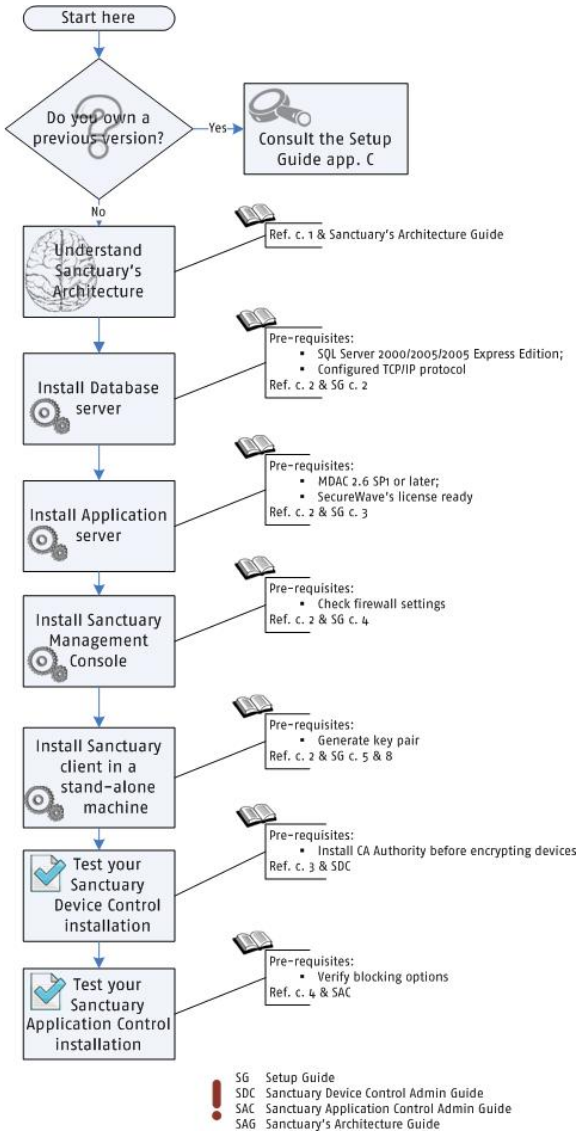 Start here
Do you own a
previous version?
Yes
Consult the Setup
Guide app. C
No
Understand
Sanctuary's
Architecture
Ref. c. 1 & Sanctuary's Architecture Guide
Install Database
server
Pre-requisites:
▪ SQL Server 2000/2005/2005 Express Edition;
▪ Configured TCP/IP protocol
Ref. c. 2 & SG c. 2
Install Application
server
Pre-requisites:
▪ MDAC 2.6 SP1 or later;
▪ SecureWave's license ready
Ref. c. 2 & SG c. 3
Install Sanctuary
Management
Console
Pre-requisites:
▪ Check firewall settings
Ref. c. 2 & SG c. 4
Install Sanctuary
client in a
stand-alone
machine
Pre-requisites:
▪ Generate key pair
Ref. c. 2 & SG c. 5 & 8
Test your
Sanctuary
Device Control
installation
Pre-requisites:
▪ Install CA Authority before encrypting devices
Ref. c. 3 & SDC
Test your
Sanctuary
Application Control
installation
Pre-requisites:
▪ Verify blocking options
Ref. c. 4 & SAC
SG Setup Guide
SDC Sanctuary Device Control Admin Guide
SAC Sanctuary Application Control Admin Guide
SAG Sanctuary's Architecture Guide